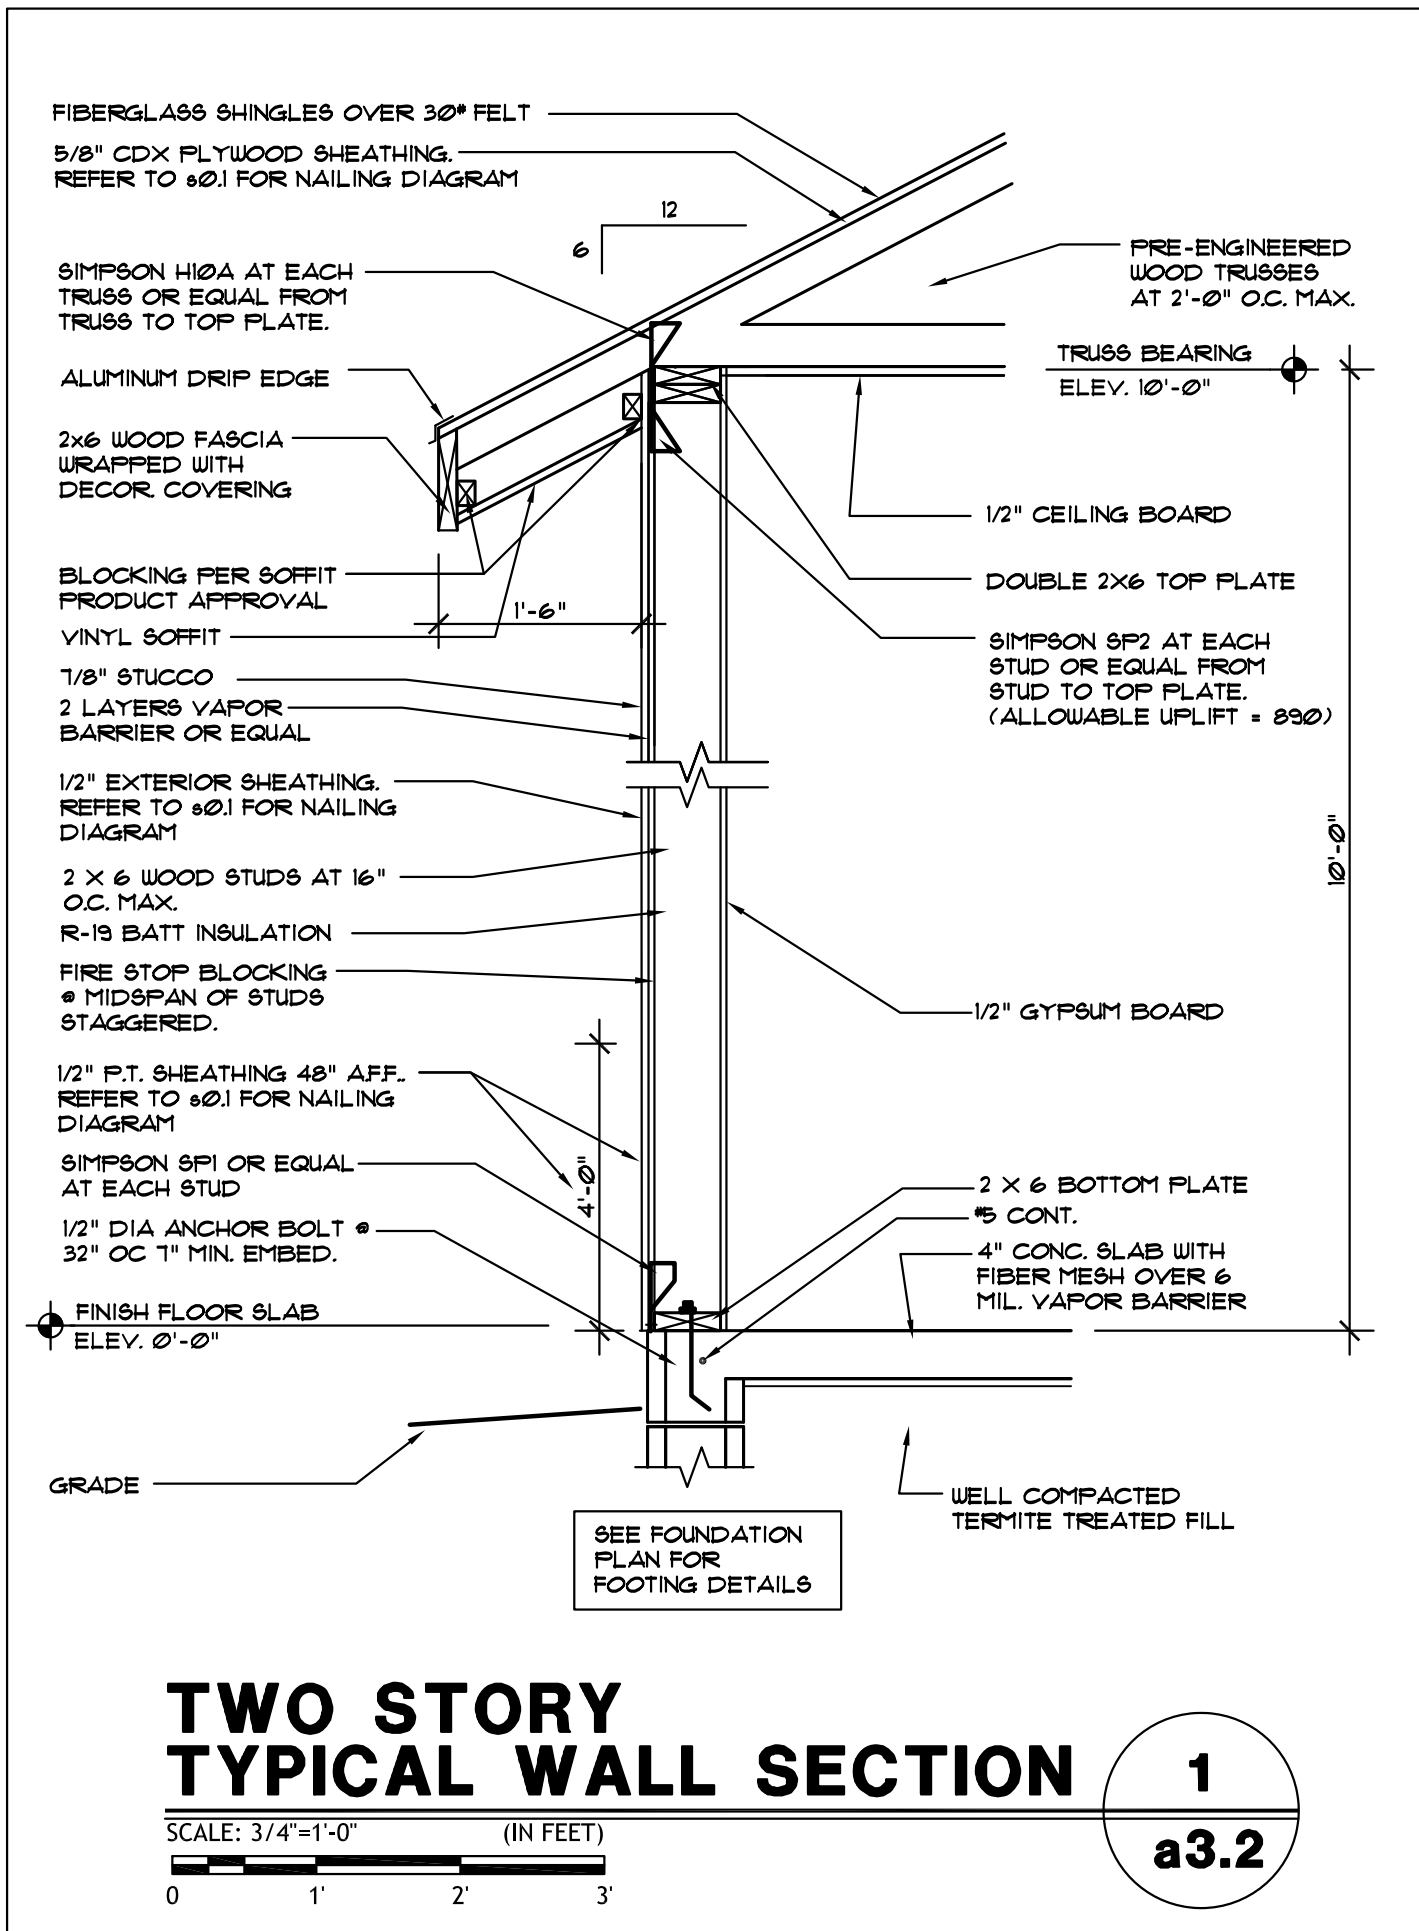 FIBERGLASS SHINGLES OVER 30# FELT
5/8" CDX PLYWOOD SHEATHING.
REFER TO s0.1 FOR NAILING DIAGRAM
12
6
SIMPSON H10A AT EACH
TRUSS OR EQUAL FROM
TRUSS TO TOP PLATE.
PRE-ENGINEERED
WOOD TRUSSES
AT 2'-0" O.C. MAX.
TRUSS BEARING
ELEV. 10'-0"
ALUMINUM DRIP EDGE
2x6 WOOD FASCIA
WRAPPED WITH
DECOR. COVERING
1/2" CEILING BOARD
BLOCKING PER SOFFIT
PRODUCT APPROVAL
DOUBLE 2X6 TOP PLATE
1'-6"
VINYL SOFFIT
SIMPSON SP2 AT EACH
STUD OR EQUAL FROM
STUD TO TOP PLATE.
(ALLOWABLE UPLIFT = 890)
7/8" STUCCO
2 LAYERS VAPOR
BARRIER OR EQUAL
1/2" EXTERIOR SHEATHING.
REFER TO s0.1 FOR NAILING
DIAGRAM
10'-0"
2 X 6 WOOD STUDS AT 16"
O.C. MAX.
R-19 BATT INSULATION
FIRE STOP BLOCKING
@ MIDSPAN OF STUDS
STAGGERED.
1/2" GYPSUM BOARD
1/2" P.T. SHEATHING 48" A.F.F..
REFER TO s0.1 FOR NAILING
DIAGRAM
4'-0"
SIMPSON SP1 OR EQUAL
AT EACH STUD
1/2" DIA ANCHOR BOLT @
32" OC 7" MIN. EMBED.
2 X 6 BOTTOM PLATE
#5 CONT.
4" CONC. SLAB WITH
FIBER MESH OVER 6
MIL. VAPOR BARRIER
FINISH FLOOR SLAB
ELEV. 0'-0"
GRADE
WELL COMPACTED
TERMITE TREATED FILL
SEE FOUNDATION
PLAN FOR
FOOTING DETAILS
TWO STORY
TYPICAL WALL SECTION
1
a3.2
SCALE: 3/4"=1'-0" (IN FEET)
0 1' 2' 3'